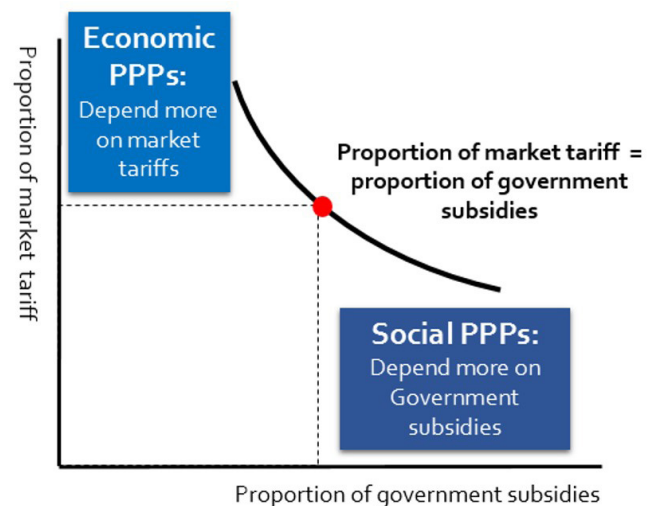 Economic
PPPs:
Depend more
on market
tariffs
Proportion of market
tariff
Proportion of market tariff =
proportion of government
subsidies
Social PPPs:
Depend more on
Government
subsidies
Proportion of government subsidies